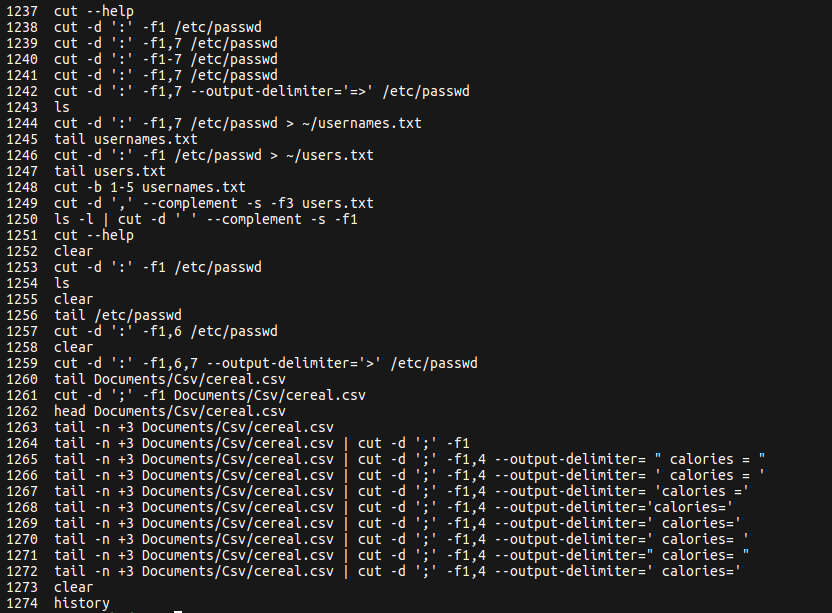 1237 cut --help
1238 cut -d ':' -f1 /etc/passwd
1239 cut -d ':' -f1,7 /etc/passwd
1240 cut -d ':' -f1-7 /etc/passwd
1241 cut -d ':' -f1,7 /etc/passwd
1242 cut -d ':' -f1,7 --output-delimiter='=>' /etc/passwd
1243 ls
1244 cut -d ':' -f1,7 /etc/passwd > ~/usernames.txt
1245 tail usernames.txt
1246 cut -d ':' -f1 /etc/passwd > ~/users.txt
1247 tail users.txt
1248 cut -b 1-5 usernames.txt
1249 cut -d ',' --complement -s -f3 users.txt
1250 ls -l | cut -d ' ' --complement -s -f1
1251 cut --help
1252 clear
1253 cut -d ':' -f1 /etc/passwd
1254 ls
1255 clear
1256 tail /etc/passwd
1257 cut -d ':' -f1,6 /etc/passwd
1258 clear
1259 cut -d ':' -f1,6,7 --output-delimiter='>' /etc/passwd
1260 tail Documents/Csv/cereal.csv
1261 cut -d ';' -f1 Documents/Csv/cereal.csv
1262 head Documents/Csv/cereal.csv
1263 tail -n +3 Documents/Csv/cereal.csv
1264 tail -n +3 Documents/Csv/cereal.csv | cut -d ';' -f1
1265 tail -n +3 Documents/Csv/cereal.csv | cut -d ';' -f1,4 --output-delimiter= " calories = "
1266 tail -n +3 Documents/Csv/cereal.csv | cut -d ';' -f1,4 --output-delimiter= ' calories = '
1267 tail -n +3 Documents/Csv/cereal.csv | cut -d ';' -f1,4 --output-delimiter= 'calories ='
1268 tail -n +3 Documents/Csv/cereal.csv | cut -d ';' -f1,4 --output-delimiter='calories='
1269 tail -n +3 Documents/Csv/cereal.csv | cut -d ';' -f1,4 --output-delimiter=' calories='
1270 tail -n +3 Documents/Csv/cereal.csv | cut -d ';' -f1,4 --output-delimiter=' calories= '
1271 tail -n +3 Documents/Csv/cereal.csv | cut -d ';' -f1,4 --output-delimiter=" calories= "
1272 tail -n +3 Documents/Csv/cereal.csv | cut -d ';' -f1,4 --output-delimiter=' calories='
1273 clear
1274 history